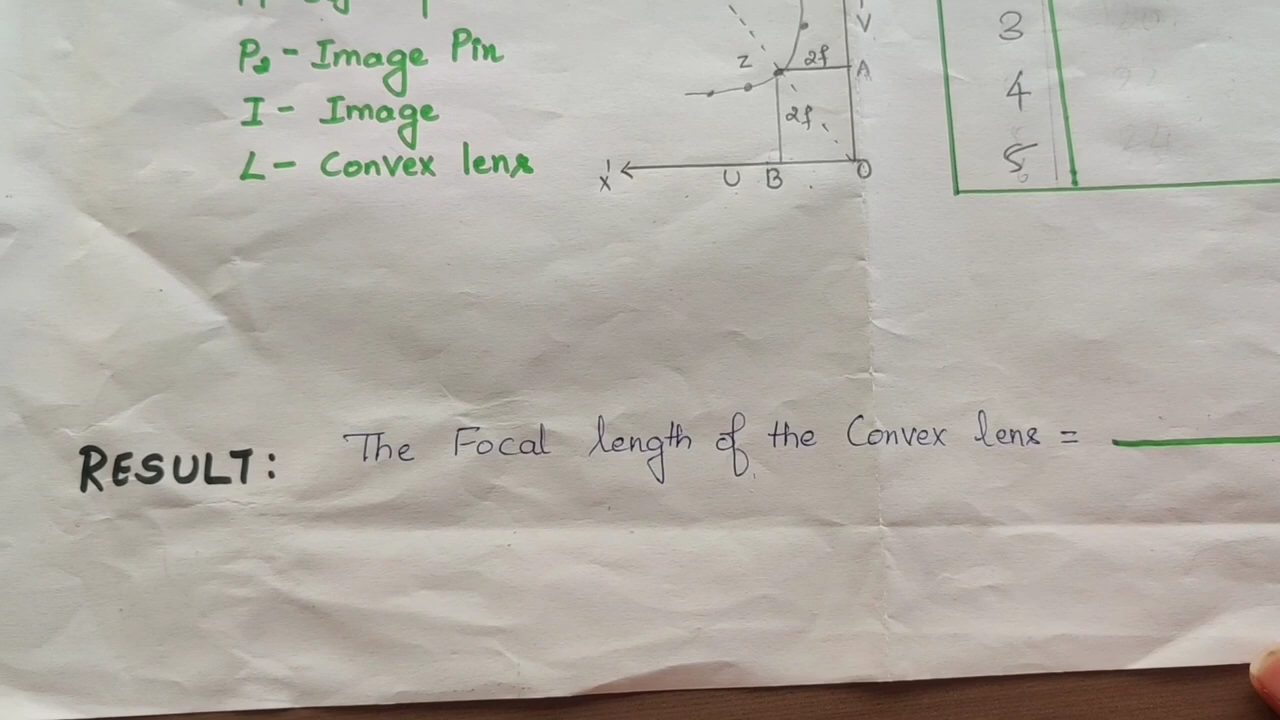 P2 - Image Pin
I - Image
L - Convex lens
V
Z
2f
A
2f
X'
U
B
O
3
4
5
RESULT: The Focal length of the Convex lens =